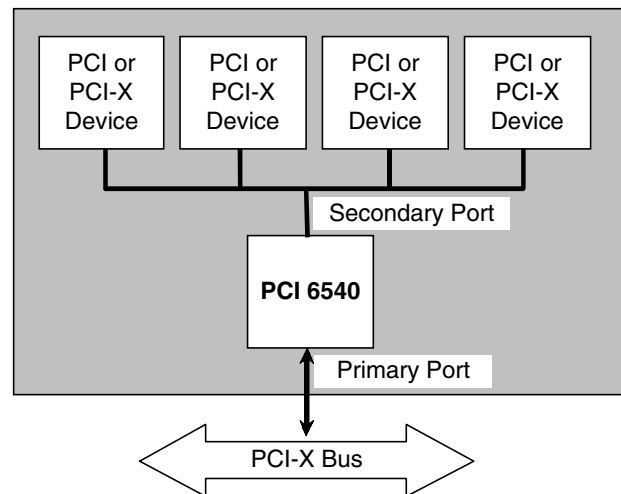 PCI or
PCI-X
Device
PCI or
PCI-X
Device
PCI or
PCI-X
Device
PCI or
PCI-X
Device
Secondary Port
PCI 6540
Primary Port
PCI-X Bus